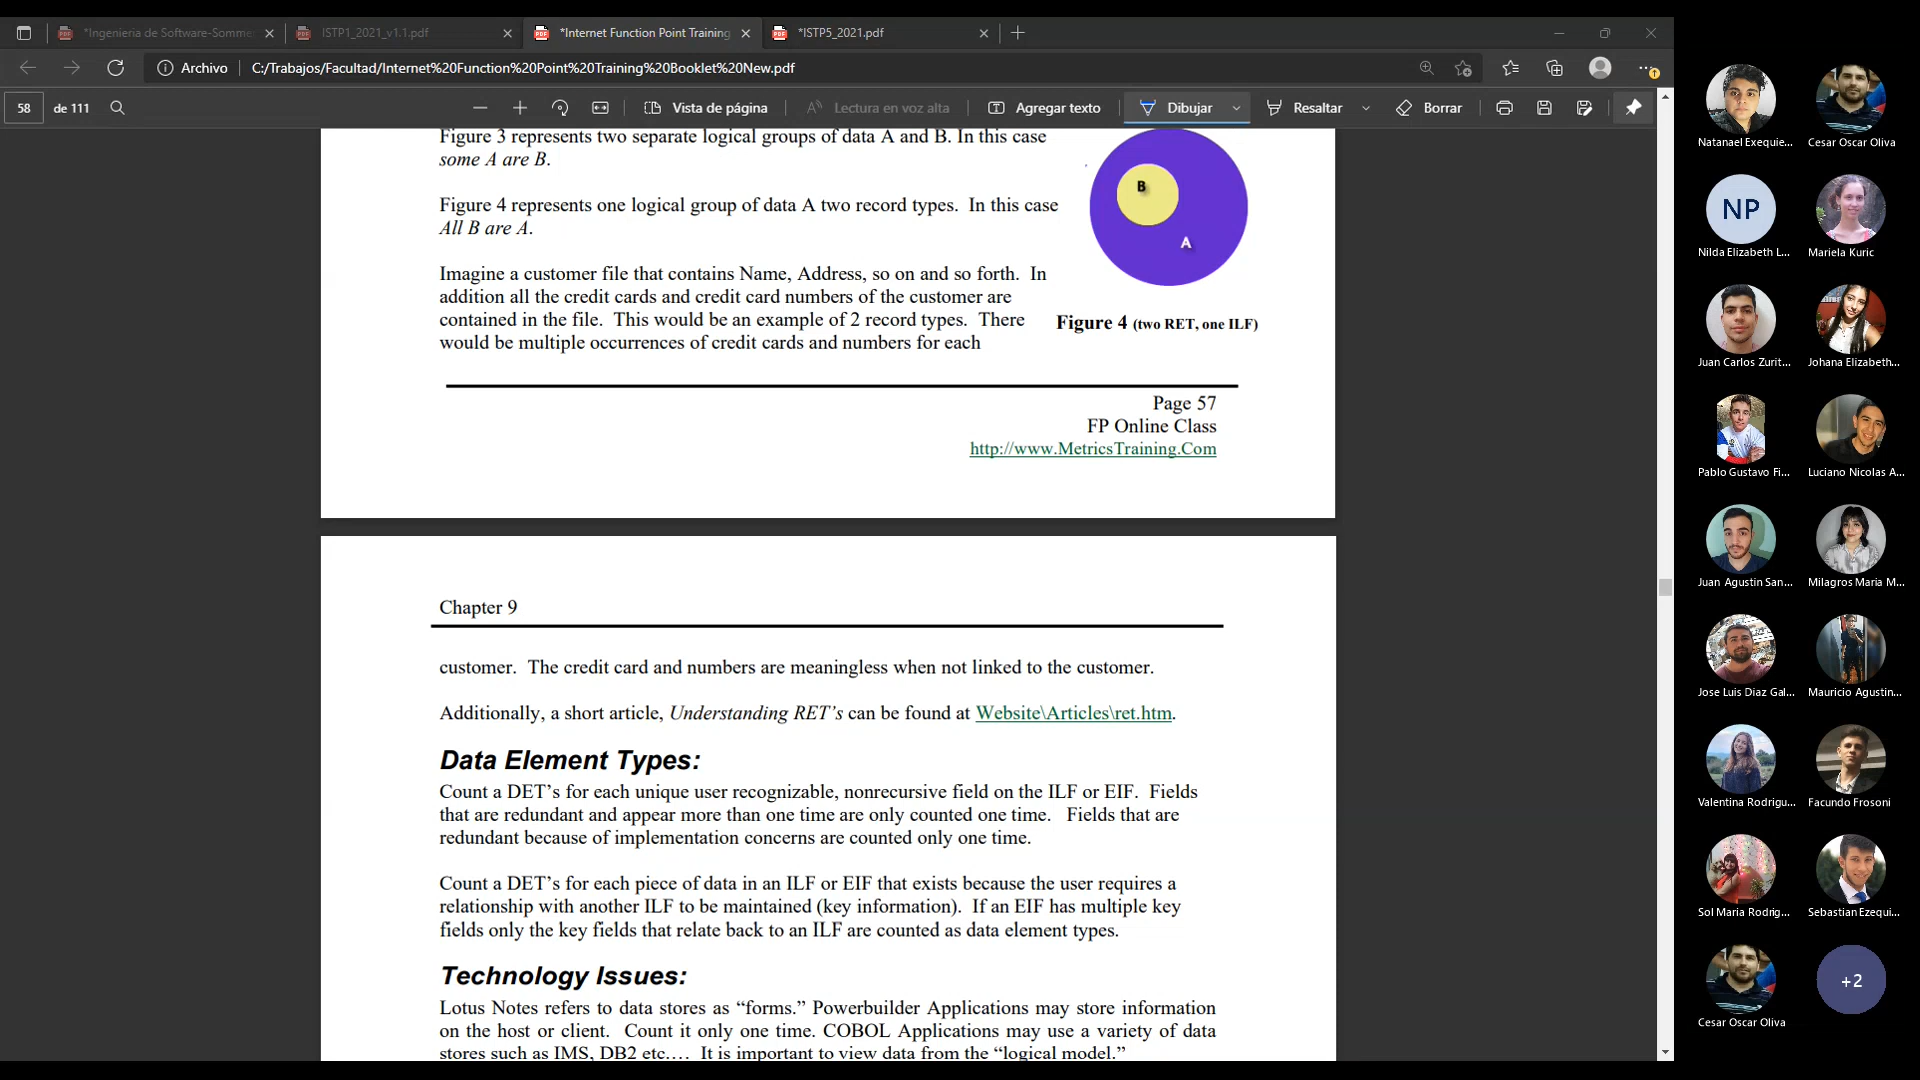 *Ingenieria de Software-Somme
ISTP1_2021_v1.1.pdf
*Internet Function Point Training
*ISTP5_2021.pdf
Archivo
C:/Trabajos/Facultad/Internet%20Function%20Point%20Training%20Booklet%20New.pdf
58 de 111
Vista de página
Lectura en voz alta
Agregar texto
Dibujar
Resaltar
Borrar
Figure 3 represents two separate logical groups of data A and B. In this case
some A are B.
Figure 4 represents one logical group of data A two record types. In this case
All B are A.
B
A
Imagine a customer file that contains Name, Address, so on and so forth. In
addition all the credit cards and credit card numbers of the customer are
contained in the file. This would be an example of 2 record types. There
would be multiple occurrences of credit cards and numbers for each
Figure 4 (two RET, one ILF)
Page 57
FP Online Class
http://www.MetricsTraining.Com
Chapter 9
customer. The credit card and numbers are meaningless when not linked to the customer.
Additionally, a short article, Understanding RET’s can be found at Website\Articles\ret.htm.
Data Element Types:
Count a DET’s for each unique user recognizable, nonrecursive field on the ILF or EIF. Fields
that are redundant and appear more than one time are only counted one time. Fields that are
redundant because of implementation concerns are counted only one time.
Count a DET’s for each piece of data in an ILF or EIF that exists because the user requires a
relationship with another ILF to be maintained (key information). If an EIF has multiple key
fields only the key fields that relate back to an ILF are counted as data element types.
Technology Issues:
Lotus Notes refers to data stores as “forms.” Powerbuilder Applications may store information
on the host or client. Count it only one time. COBOL Applications may use a variety of data
stores such as IMS, DB2 etc.… It is important to view data from the “logical model.”
Natanael Exequie...
Cesar Oscar Oliva
NP
Nilda Elizabeth L...
Mariela Kuric
Juan Carlos Zurit...
Johana Elizabeth...
Pablo Gustavo Fi...
Luciano Nicolas A...
Juan Agustin San...
Milagros Maria M...
Jose Luis Diaz Gal...
Mauricio Agustin...
Valentina Rodrigu...
Facundo Frosoni
Sol Maria Rodrig...
Sebastian Ezequi...
Cesar Oscar Oliva
+2